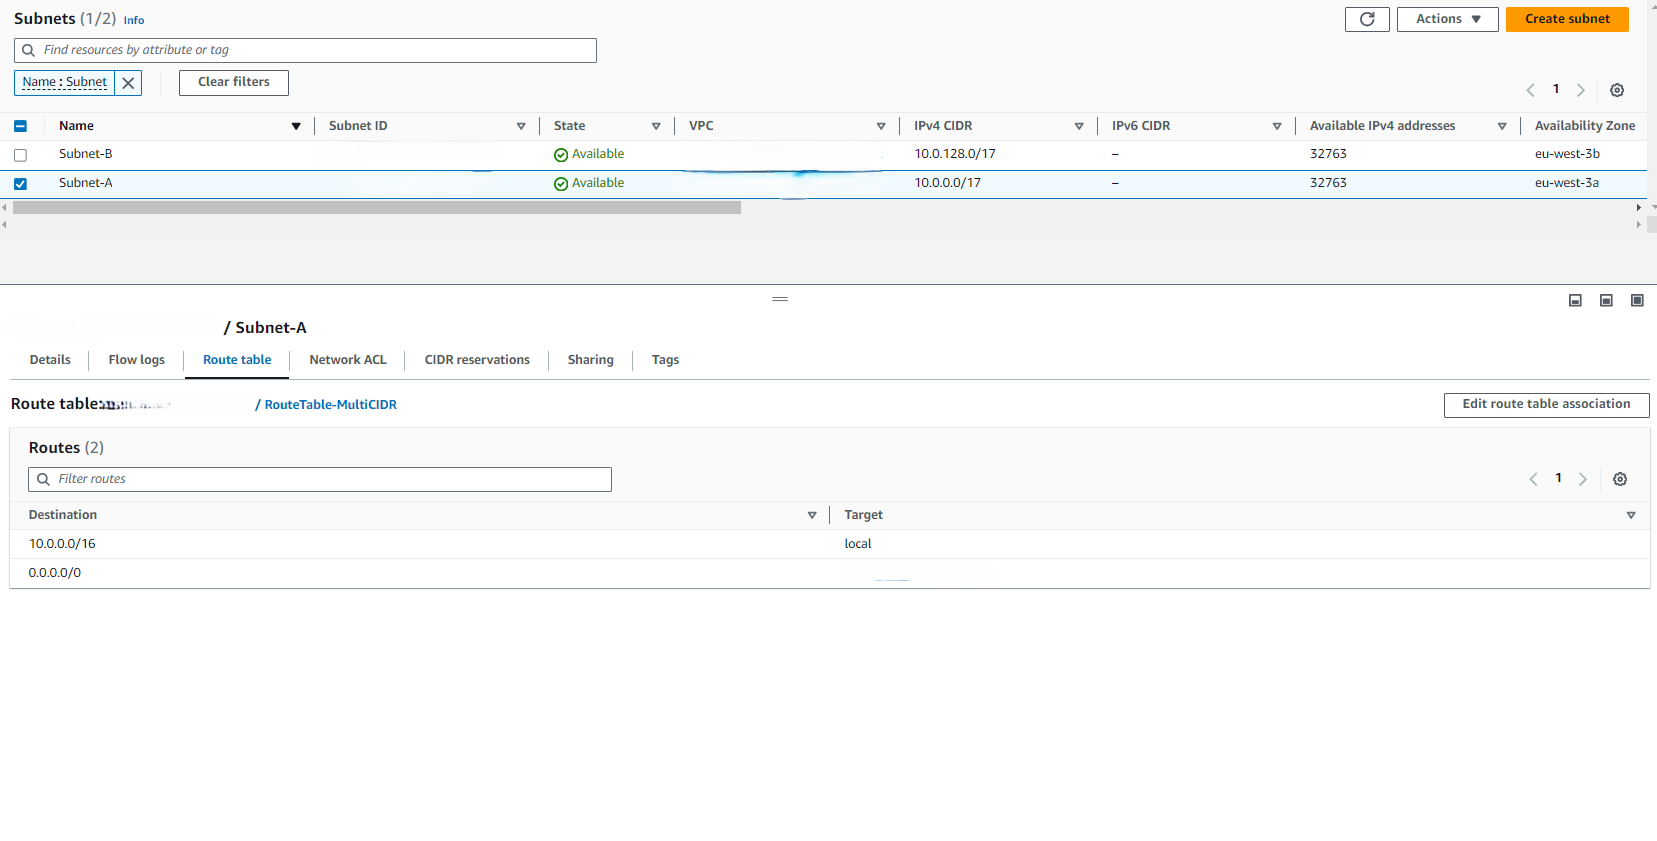 Subnets (1/2) Info
Actions Create subnet
Find resources by attribute or tag
Name : Subnet Clear filters
1
Name Subnet ID State VPC IPv4 CIDR IPv6 CIDR Available IPv4 addresses Availability Zone
Subnet-B Available 10.0.128.0/17 – 32763 eu-west-3b
Subnet-A Available 10.0.0.0/17 – 32763 eu-west-3a
/ Subnet-A
Details Flow logs Route table Network ACL CIDR reservations Sharing Tags
Route table: / RouteTable-MultiCIDR Edit route table association
Routes (2)
Filter routes 1
Destination Target
10.0.0.0/16 local
0.0.0.0/0